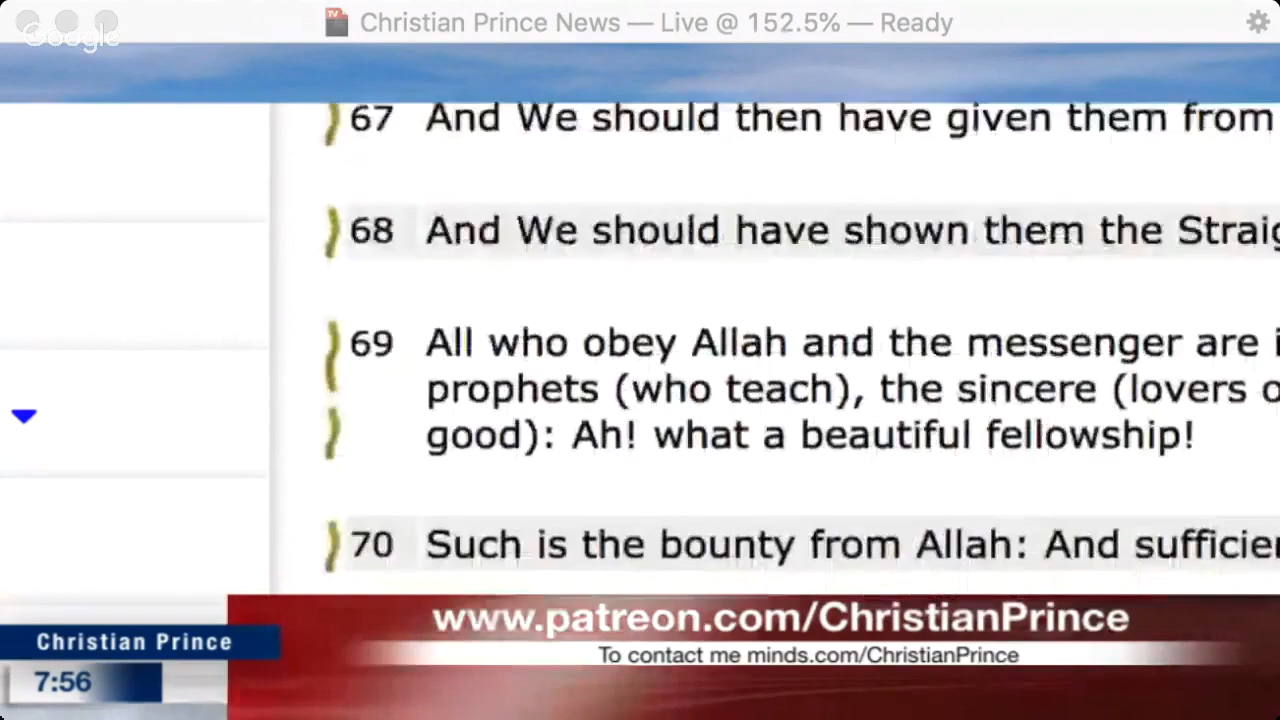 Christian Prince News — Live @ 152.5% — Ready
Google
67 And We should then have given them from
68 And We should have shown them the Straig
69 All who obey Allah and the messenger are i
prophets (who teach), the sincere (lovers o
good): Ah! what a beautiful fellowship!
70 Such is the bounty from Allah: And sufficien
www.patreon.com/ChristianPrince
Christian Prince
To contact me minds.com/ChristianPrince
7:56